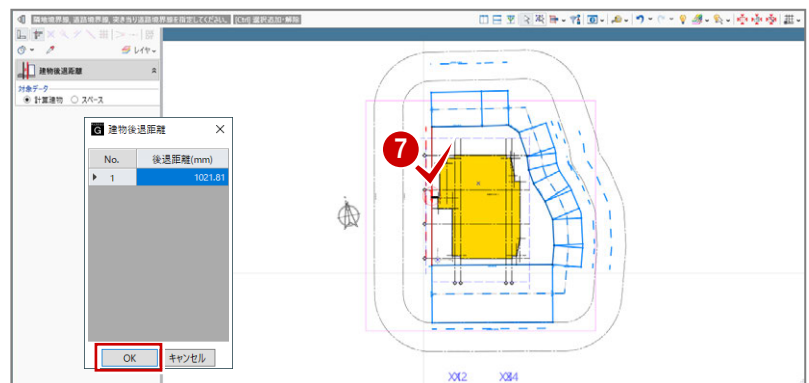 隣地境界線, 道路境界線, 突き当り道路境界線を指定してください。 [Ctrl] 選択追加・解除
レイヤ
建物後退距離
対象データ
計算建物 スペース
G 建物後退距離
No. 後退距離(mm)
1 1021.81
OK キャンセル
7